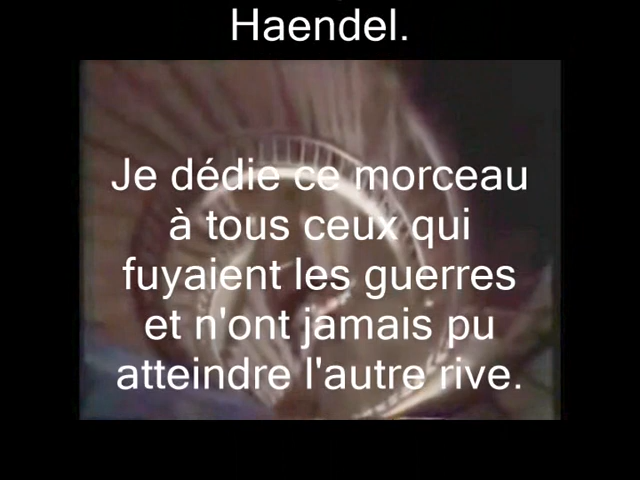 Haendel.
Je dédie ce morceau
à tous ceux qui
fuyaient les guerres
et n'ont jamais pu
atteindre l'autre rive.